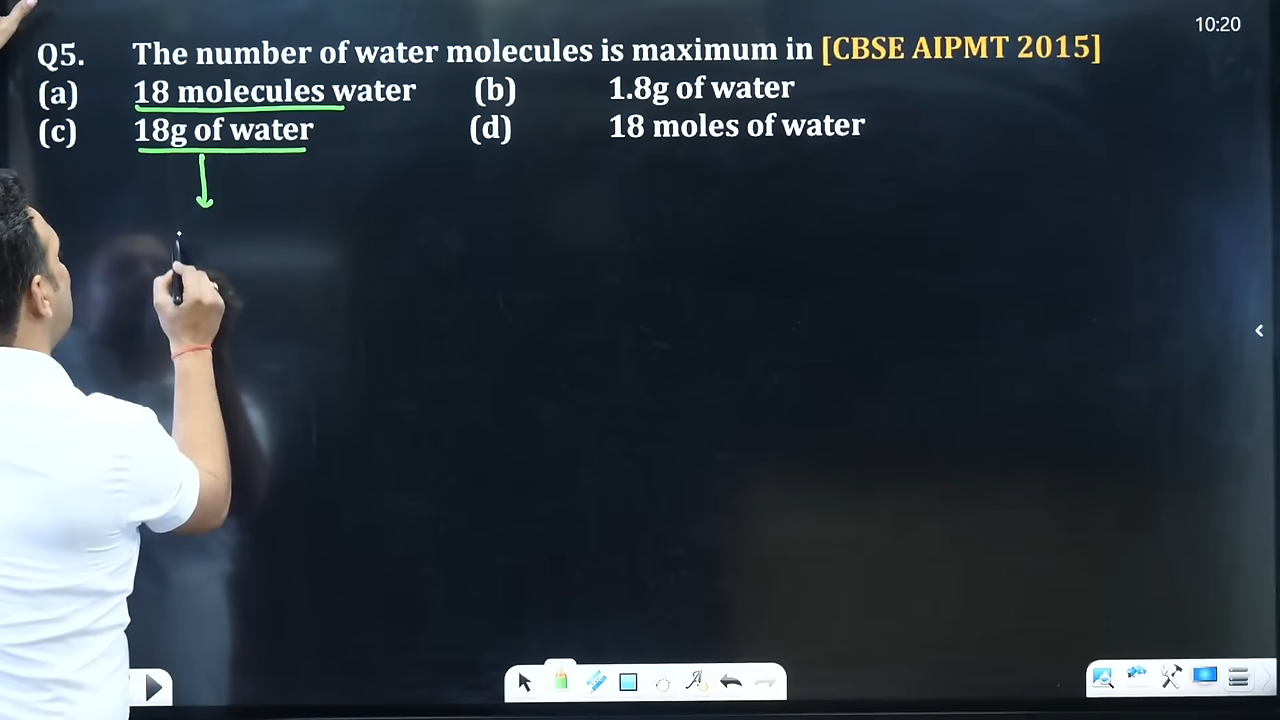 10:20
Q5. The number of water molecules is maximum in [CBSE AIPMT 2015]
(a) 18 molecules water (b) 1.8g of water
(c) 18g of water (d) 18 moles of water